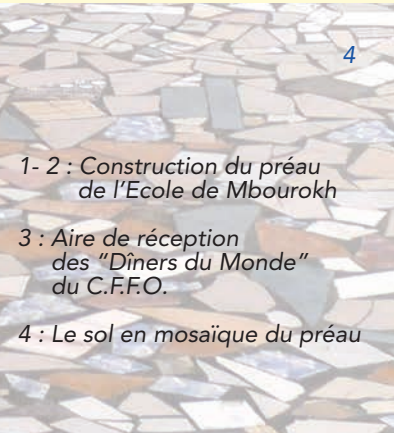 4
1- 2 : Construction du préau
de l'Ecole de Mbourokh
3 : Aire de réception
des "Dîners du Monde"
du C.F.F.O.
4 : Le sol en mosaïque du préau